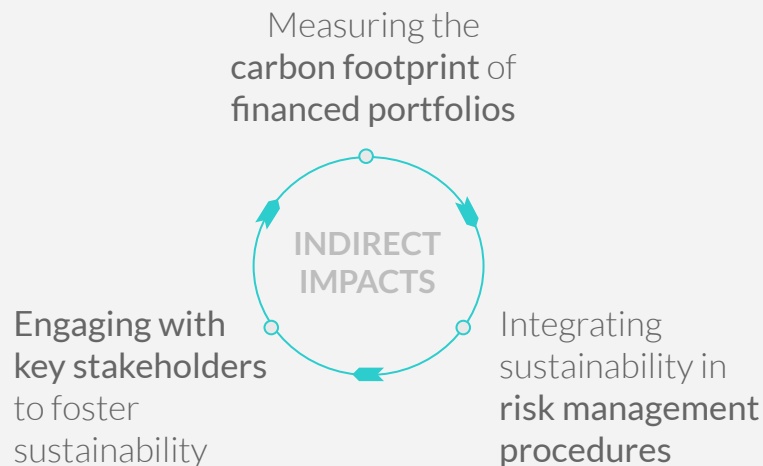 Measuring the
carbon footprint of
financed portfolios
INDIRECT
IMPACTS
Engaging with
key stakeholders
to foster
sustainability
Integrating
sustainability in
risk management
procedures